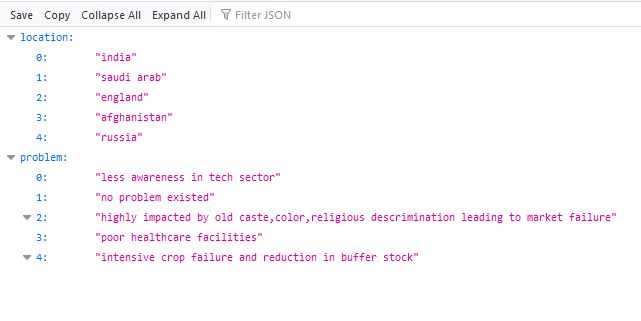 Save Copy Collapse All Expand All Filter JSON
location:
0: "india"
1: "saudi arab"
2: "england"
3: "afghanistan"
4: "russia"
problem:
0: "less awareness in tech sector"
1: "no problem existed"
2: "highly impacted by old caste,color,religious descrimination leading to market failure"
3: "poor healthcare facilities"
4: "intensive crop failure and reduction in buffer stock"